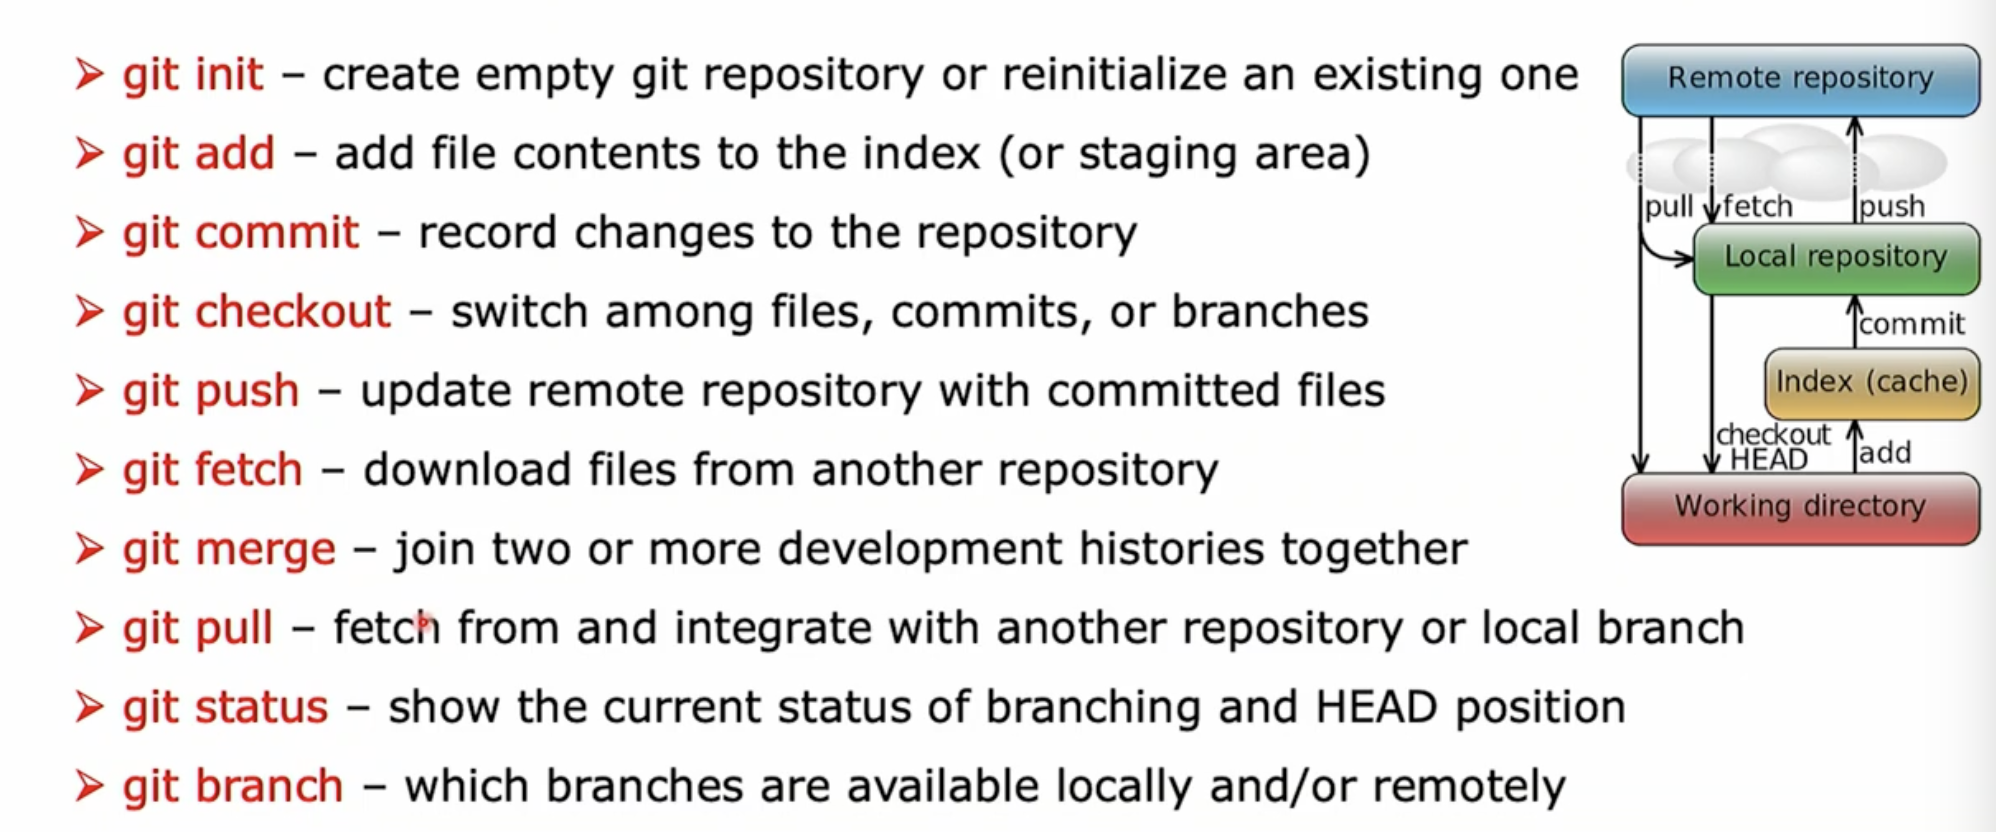 ➢ git init – create empty git repository or reinitialize an existing one
➢ git add – add file contents to the index (or staging area)
➢ git commit – record changes to the repository
➢ git checkout – switch among files, commits, or branches
➢ git push – update remote repository with committed files
➢ git fetch – download files from another repository
➢ git merge – join two or more development histories together
➢ git pull – fetch from and integrate with another repository or local branch
➢ git status – show the current status of branching and HEAD position
➢ git branch – which branches are available locally and/or remotely
Remote repository
pull fetch push
Local repository
commit
Index (cache)
checkout
HEAD
add
Working directory